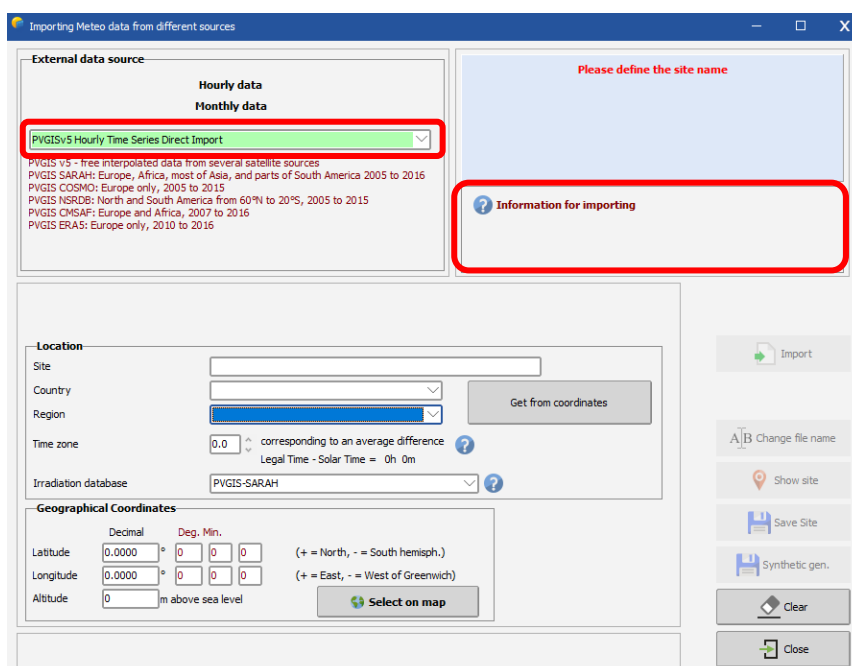 Importing Meteo data from different sources
External data source
Hourly data
Monthly data
PVGISv5 Hourly Time Series Direct Import
PVGIS v5 - free interpolated data from several satellite sources
PVGIS SARAH: Europe, Africa, most of Asia, and parts of South America 2005 to 2016
PVGIS COSMO: Europe only, 2005 to 2015
PVGIS NSRDB: North and South America from 60°N to 20°S, 2005 to 2015
PVGIS CMSAF: Europe and Africa, 2007 to 2016
PVGIS ERA5: Europe only, 2010 to 2016
Please define the site name
? Information for importing
Location
Site
Country
Region
Get from coordinates
Time zone 0.0 corresponding to an average difference ?
Legal Time - Solar Time = 0h 0m
Irradiation database PVGIS-SARAH ?
Geographical Coordinates
Decimal Deg. Min.
Latitude 0.0000 ° 0 0 0 (+ = North, - = South hemisph.)
Longitude 0.0000 ° 0 0 0 (+ = East, - = West of Greenwich)
Altitude 0 m above sea level Select on map
Import
A|B Change file name
Show site
Save Site
Synthetic gen.
Clear
Close